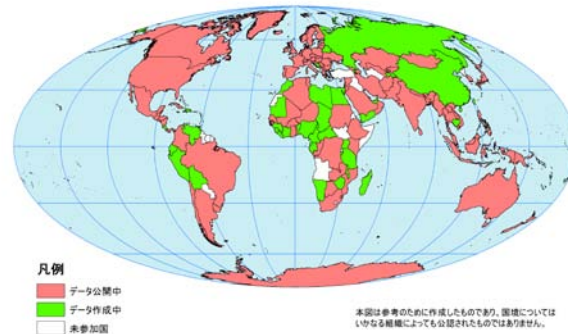 凡例
データ公開中
データ作成中
未参加国
本図は参考のために作成したものであり、国境については
いかなる組織によっても公認されたものではありません。